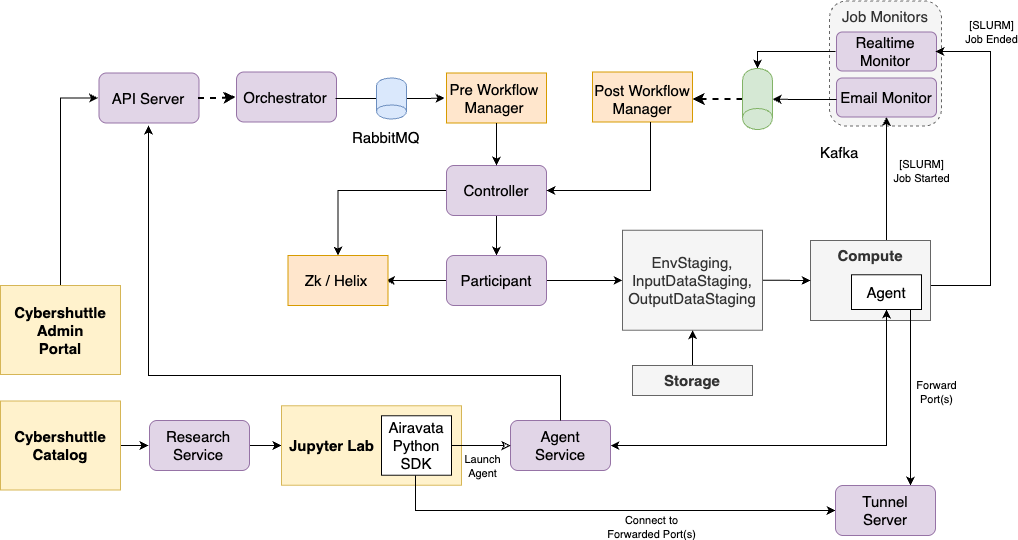 Job Monitors
[SLURM]
Job Ended
Realtime
Monitor
API Server
Orchestrator
RabbitMQ
Pre Workflow
Manager
Post Workflow
Manager
Email Monitor
Kafka
[SLURM]
Job Started
Controller
Zk / Helix
Participant
EnvStaging,
InputDataStaging,
OutputDataStaging
Compute
Agent
Cybershuttle
Admin
Portal
Storage
Forward
Port(s)
Cybershuttle
Catalog
Research
Service
Jupyter Lab
Airavata
Python
SDK
Launch
Agent
Agent
Service
Connect to
Forwarded Port(s)
Tunnel
Server